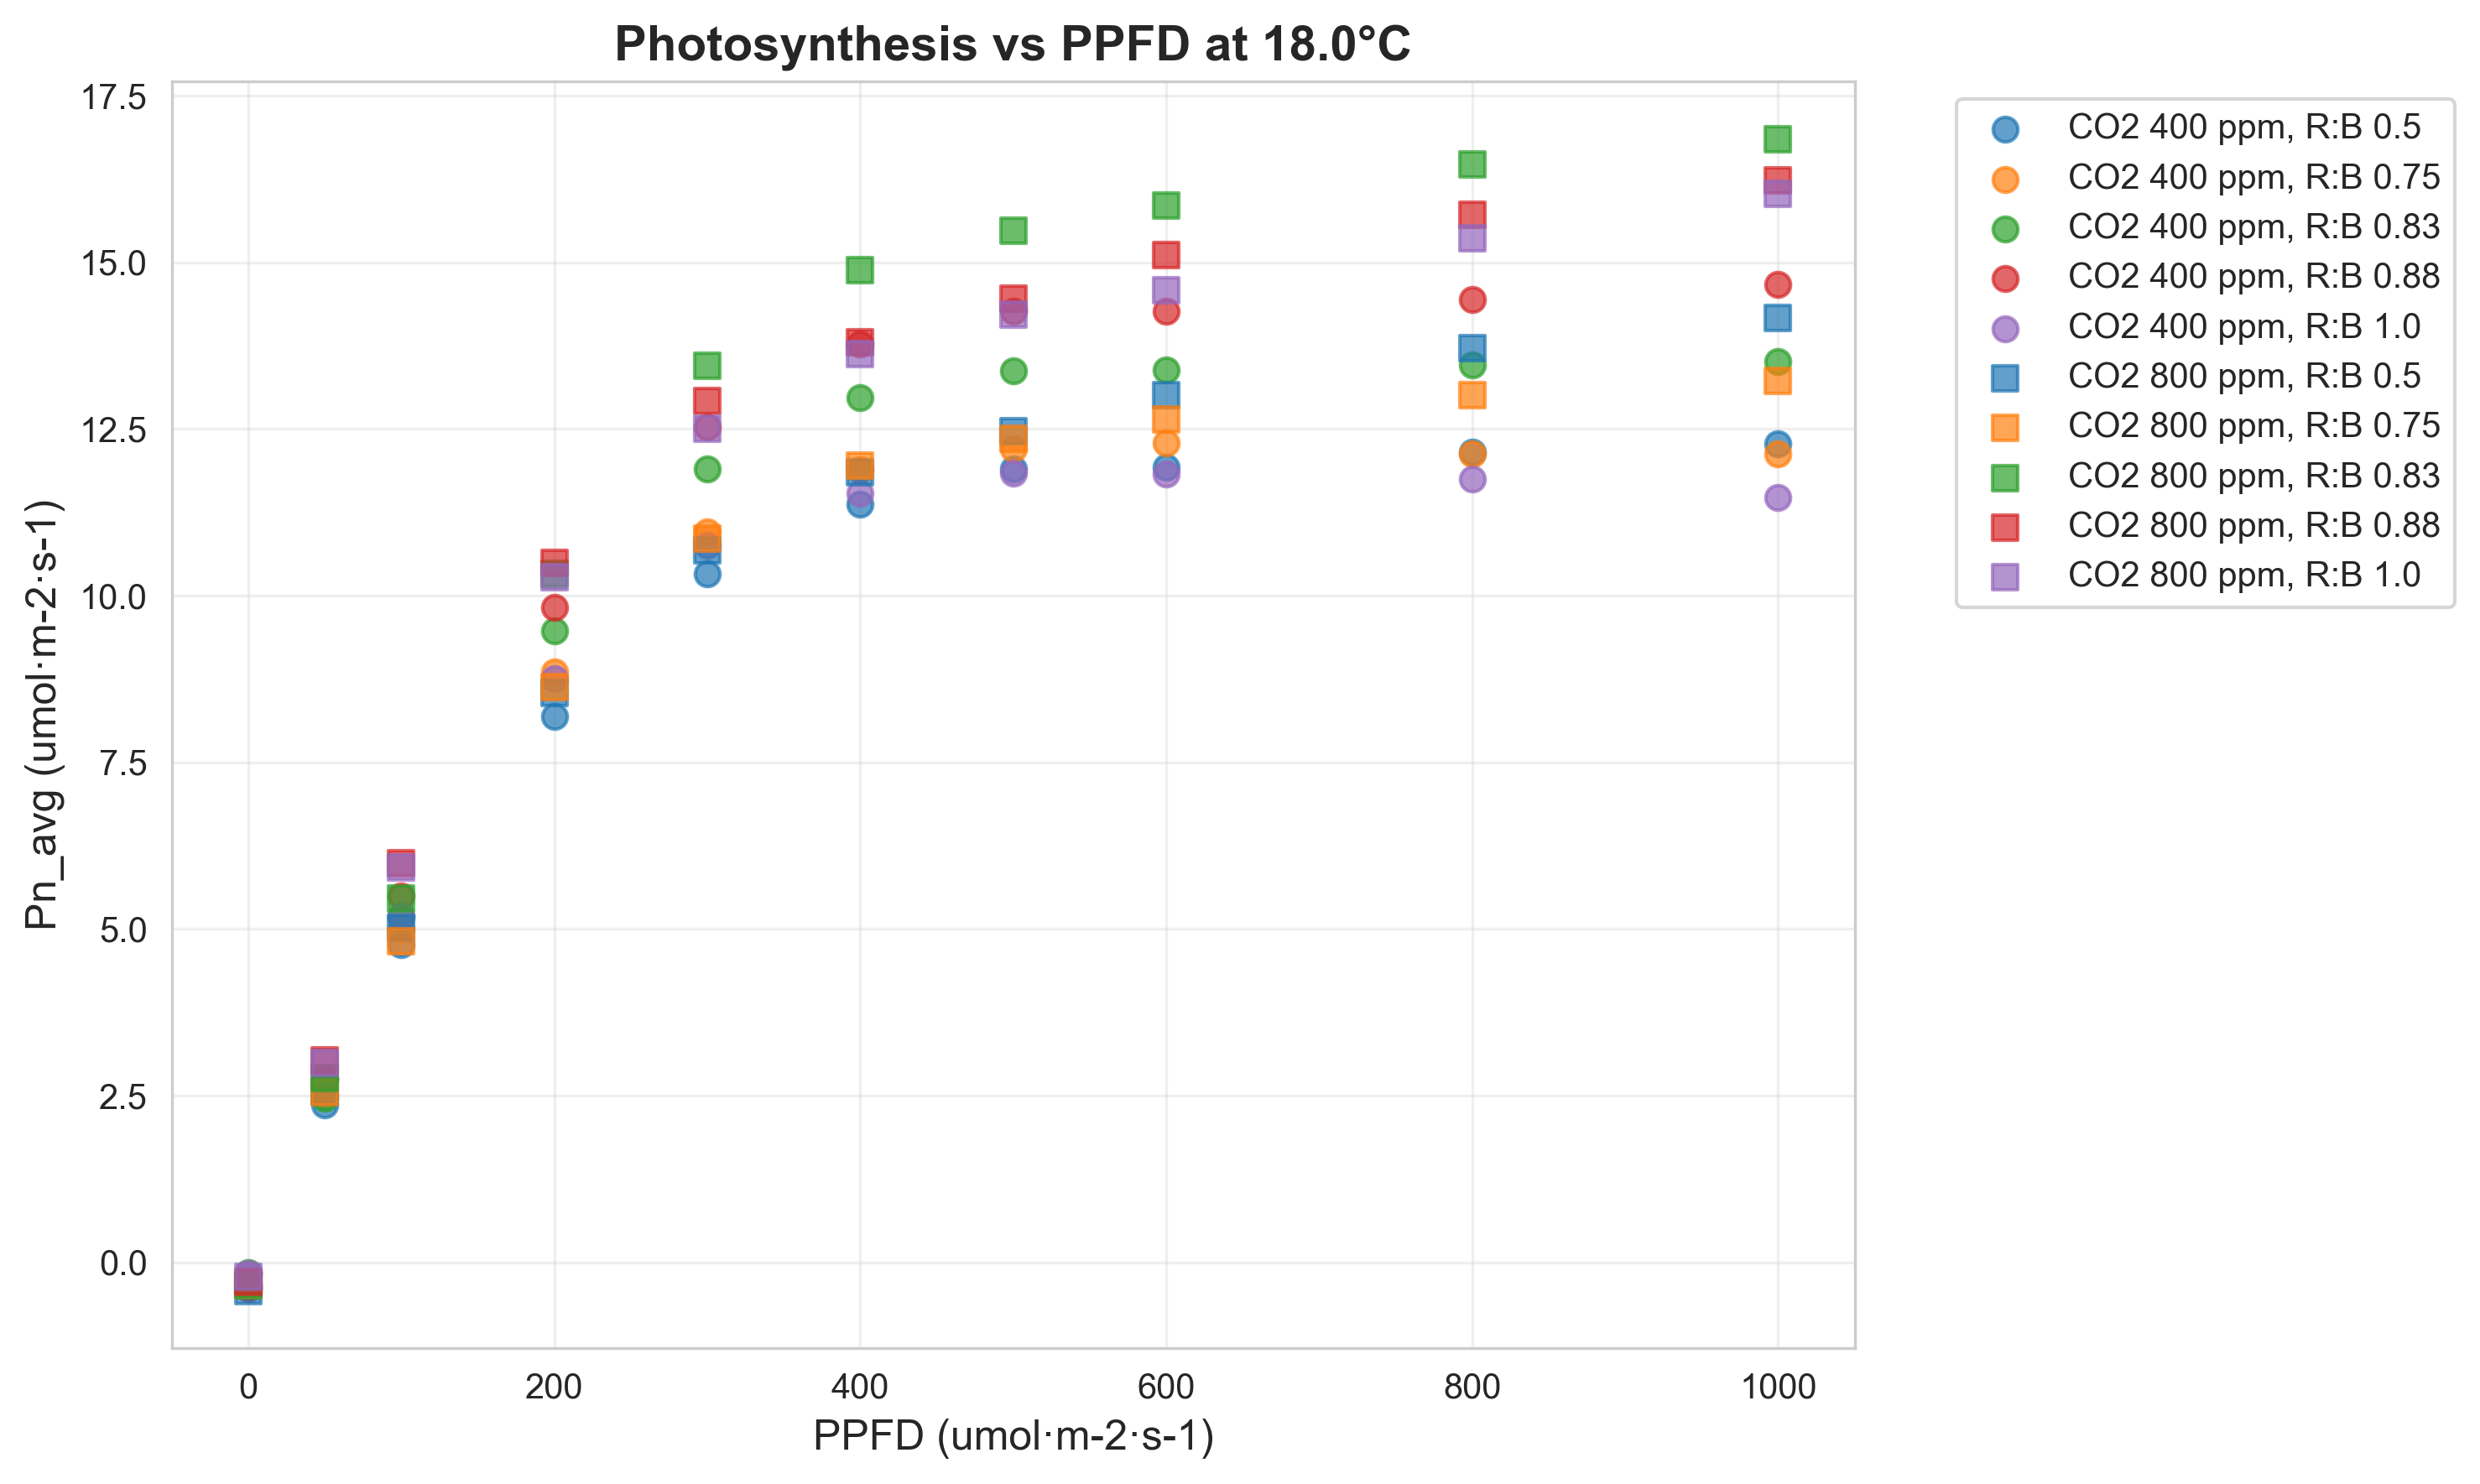 Photosynthesis vs PPFD at 18.0°C
17.5
15.0
12.5
10.0
7.5
5.0
2.5
0.0
Pn_avg (umol·m-2·s-1)
0
200
400
600
800
1000
PPFD (umol·m-2·s-1)
CO2 400 ppm, R:B 0.5
CO2 400 ppm, R:B 0.75
CO2 400 ppm, R:B 0.83
CO2 400 ppm, R:B 0.88
CO2 400 ppm, R:B 1.0
CO2 800 ppm, R:B 0.5
CO2 800 ppm, R:B 0.75
CO2 800 ppm, R:B 0.83
CO2 800 ppm, R:B 0.88
CO2 800 ppm, R:B 1.0